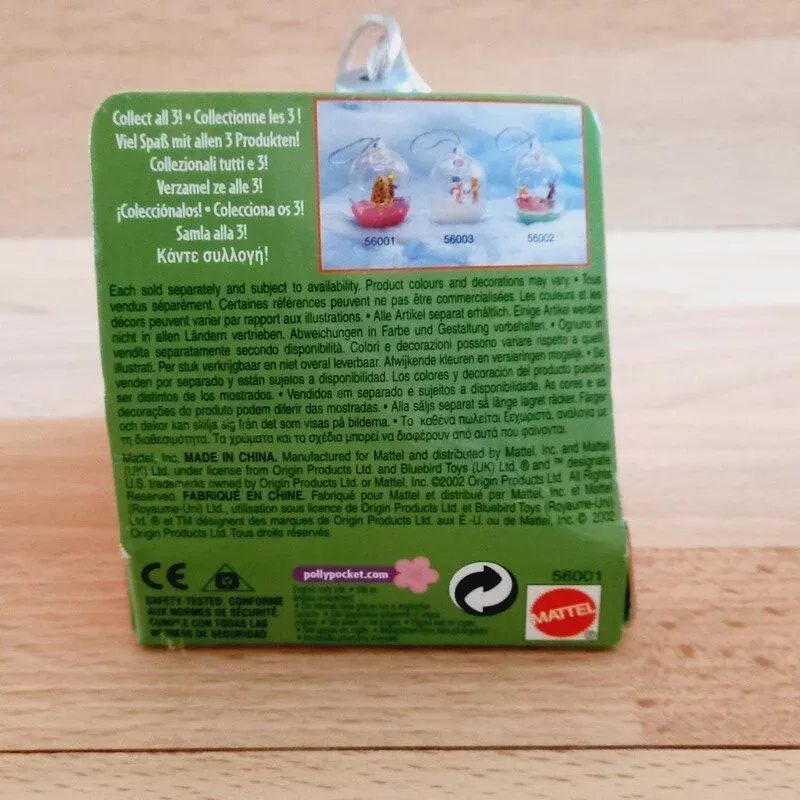 Collect all 3! • Collectionne les 3 !
Viel Spaß mit allen 3 Produkten!
Collezionali tutti e 3!
Verzamel ze alle 3!
¡Colecciónalos! • Colecciona os 3!
Samla alla 3!
Κάντε συλλογή!
56001 56003 56002
Each sold separately and subject to availability. Product colours and decorations may vary. • Tous
vendus séparément. Certaines références peuvent ne pas être commercialisées. Les couleurs et les
décors peuvent varier par rapport aux illustrations. • Alle Artikel separat erhältlich. Einige Artikel werden
nicht in allen Ländern vertrieben. Abweichungen in Farbe und Gestaltung vorbehalten. • Ognuno in
vendita separatamente secondo disponibilità. Colori e decorazioni possono variare rispetto a quelli
illustrati. Per stuk verkrijgbaar en niet overal leverbaar. Afwijkende kleuren en versieringen mogelijk. • Se
venden por separado y están sujetos a disponibilidad. Los colores y decoración del producto pueden
ser distintos de los mostrados. • Vendidos em separado e sujeitos a disponibilidade. As cores e as
decorações do produto podem diferir das mostradas. • Alla säljs separat så länge lagret räcker. Färger
och dekor kan skilja sig från det som visas på bilderna. • Το καθένα πωλείται ξεχωριστά, ανάλογα με
τη διαθεσιμότητα. Τα χρώματα και τα σχέδια μπορεί να διαφέρουν από αυτά που φαίνονται.
Mattel, Inc. MADE IN CHINA. Manufactured for Mattel and distributed by Mattel, Inc. and Mattel
(UK) Ltd. under license from Origin Products Ltd. and Bluebird Toys (UK) Ltd. ® and ™ designate
U.S. trademarks owned by Origin Products Ltd. or Mattel, Inc. ©2002 Origin Products Ltd. All Rights
Reserved. FABRIQUÉ EN CHINE. Fabriqué pour Mattel et distribué par Mattel, Inc. et Mattel
(Royaume-Uni) Ltd., utilisation sous licence de Origin Products Ltd. et Bluebird Toys (Royaume-Uni)
Ltd. ® et TM désignent des marques de Origin Products Ltd. aux É.-U. ou de Mattel, Inc. © 2002
Origin Products Ltd. Tous droits réservés.
CE
pollypocket.com
56001
SAFETY TESTED. CONFORME
AUX NORMES DE SÉCURITÉ.
CUMPLE CON TODAS LAS
NORMAS DE SEGURIDAD.
MATTEL
®